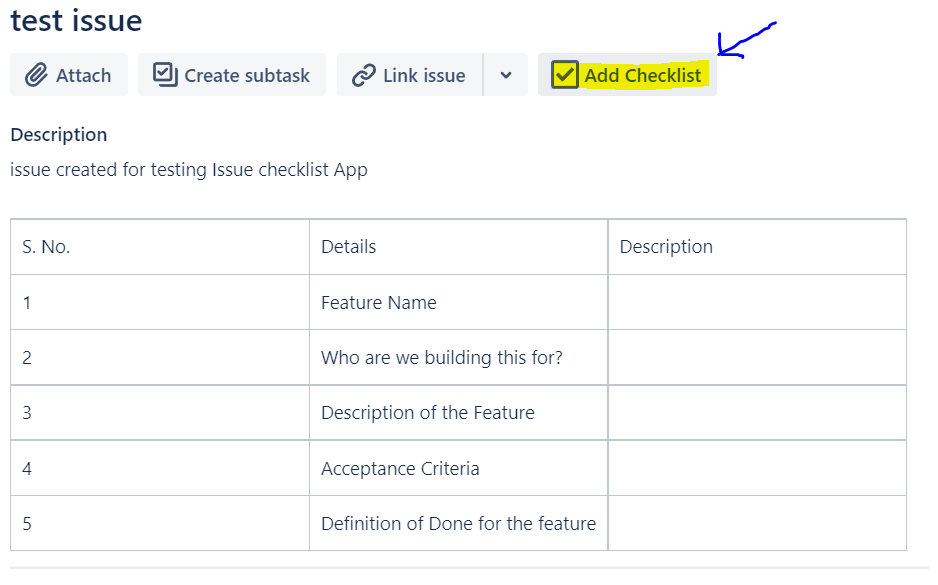 test issue
Attach Create subtask Link issue Add Checklist
Description
issue created for testing Issue checklist App
S. No. Details Description
1 Feature Name
2 Who are we building this for?
3 Description of the Feature
4 Acceptance Criteria
5 Definition of Done for the feature